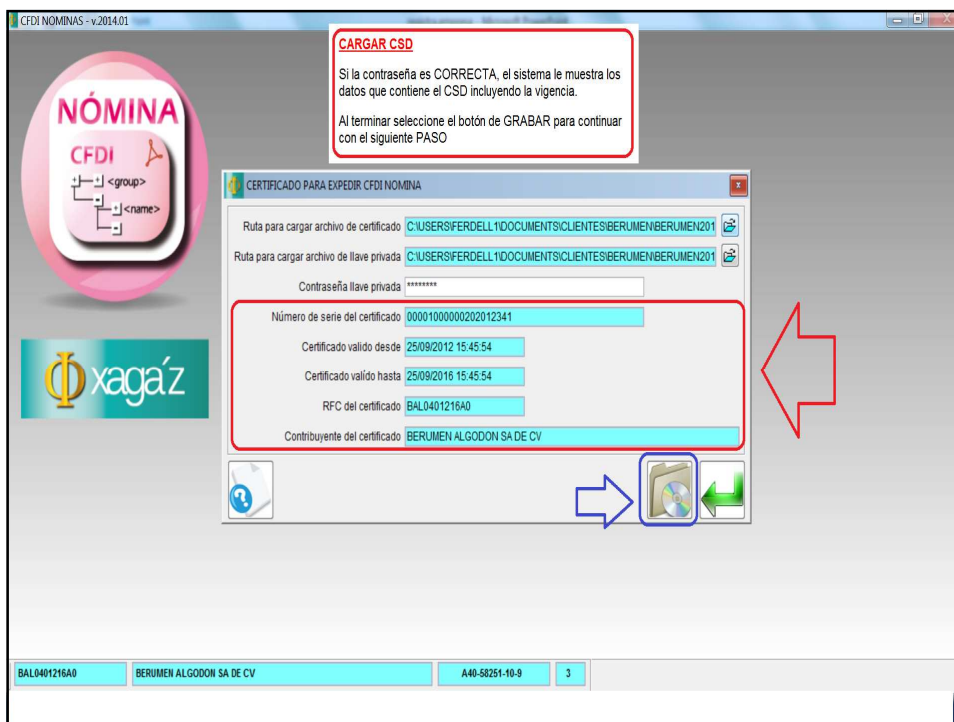 CFDI NOMINAS - v.2014.01
CARGAR CSD
Si la contraseña es CORRECTA, el sistema le muestra los
datos que contiene el CSD incluyendo la vigencia.
Al terminar seleccione el botón de GRABAR para continuar
con el siguiente PASO
NÓMINA
CFDI
<group>
<name>
xagaz
CERTIFICADO PARA EXPEDIR CFDI NOMINA
Ruta para cargar archivo de certificado C:\USERS\FERDELL1\DOCUMENTS\CLIENTES\BERUMEN\BERUMEN201
Ruta para cargar archivo de llave privada C:\USERS\FERDELL1\DOCUMENTS\CLIENTES\BERUMEN\BERUMEN201
Contraseña llave privada ********
Número de serie del certificado 00001000000202012341
Certificado valido desde 25/09/2012 15:45:54
Certificado valído hasta 25/09/2016 15:45:54
RFC del certificado BAL0401216A0
Contribuyente del certificado BERUMEN ALGODON SA DE CV
BAL0401216A0 BERUMEN ALGODON SA DE CV A40-58251-10-9 3